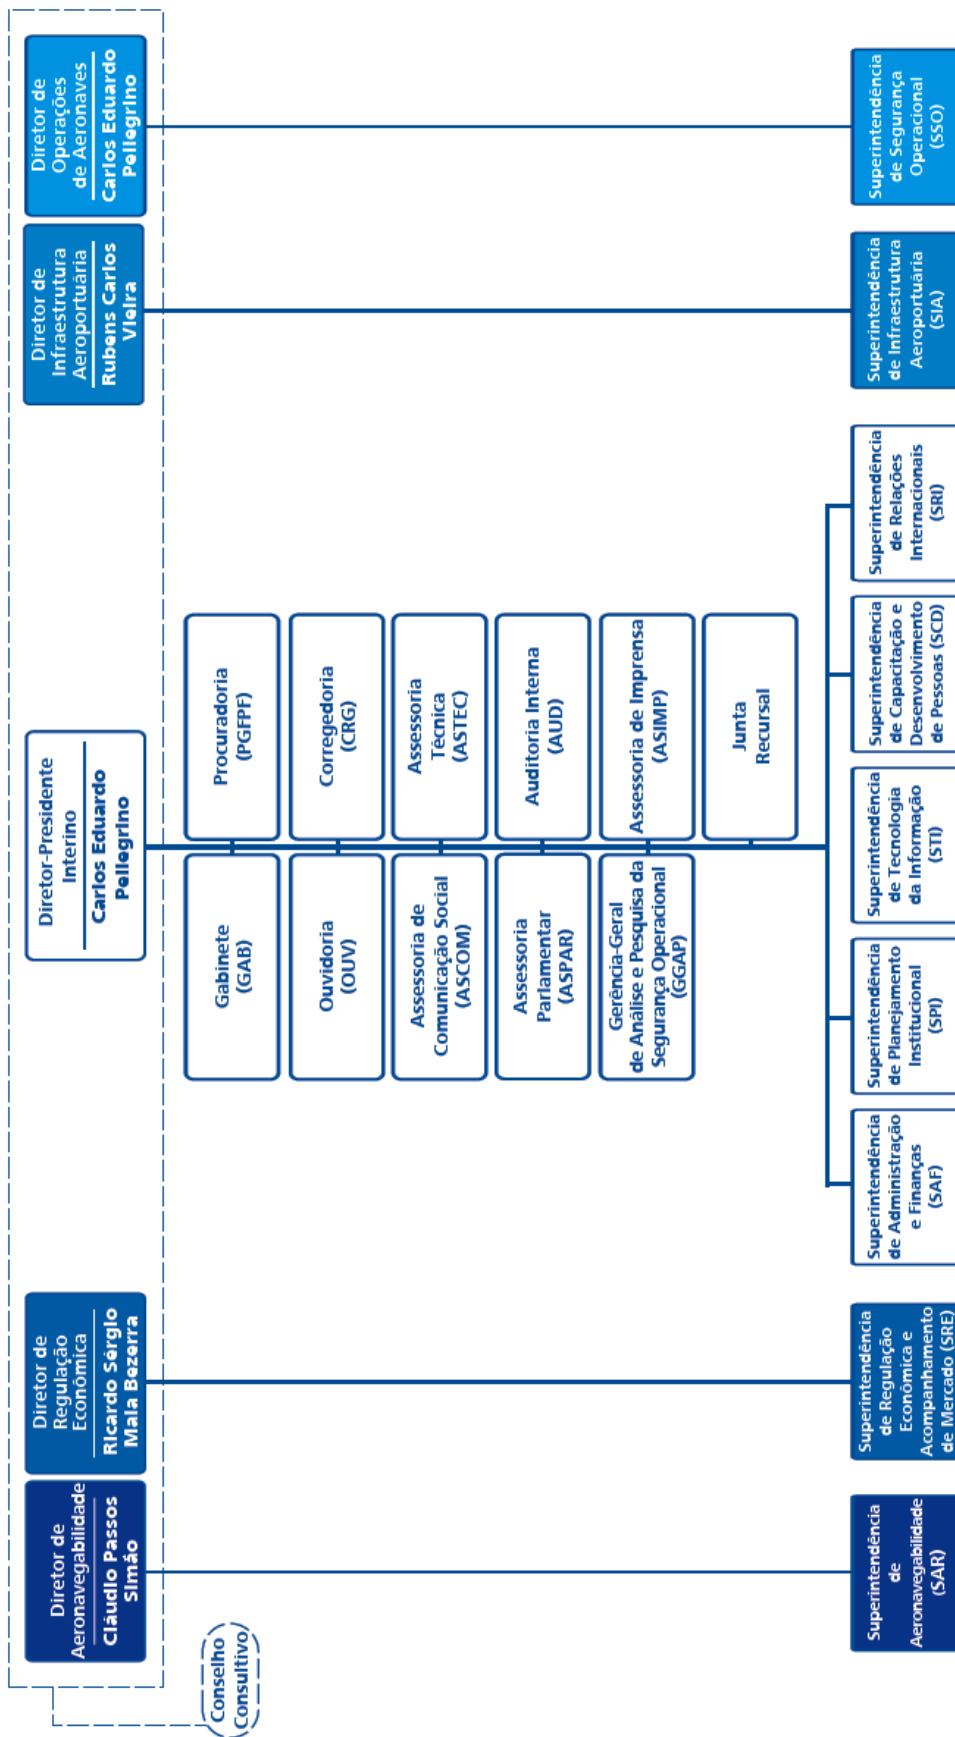 Diretor de
Aeronavegabilidade
Cláudio Passos
Simão
Diretor de
Regulação
Econômica
Ricardo Sérgio
Maia Bezerra
Diretor-Presidente
Interino
Carlos Eduardo
Pellegrino
Diretor de
Infraestrutura
Aeroportuária
Rubens Carlos
Vieira
Diretor de
Operações
de Aeronaves
Carlos Eduardo
Pellegrino
Conselho
Consultivo
Gabinete
(GAB)
Procuradoria
(PGFPF)
Ouvidoria
(OUV)
Corregedoria
(CRG)
Assessoria de
Comunicação Social
(ASCOM)
Assessoria
Técnica
(ASTEC)
Assessoria
Parlamentar
(ASPAR)
Auditoria Interna
(AUD)
Gerência-Geral
de Análise e Pesquisa da
Segurança Operacional
(GGAP)
Assessoria de Imprensa
(ASIMP)
Junta
Recursal
Superintendência
de
Aeronavegabilidade
(SAR)
Superintendência
de Regulação
Econômica e
Acompanhamento
de Mercado (SRE)
Superintendência
de Administração
e Finanças
(SAF)
Superintendência
de Planejamento
Institucional
(SPI)
Superintendência
de Tecnologia
da Informação
(STI)
Superintendência
de Capacitação e
Desenvolvimento
de Pessoas (SCD)
Superintendência
de Relações
Internacionais
(SRI)
Superintendência
de Infraestrutura
Aeroportuária
(SIA)
Superintendência
de Segurança
Operacional
(SSO)